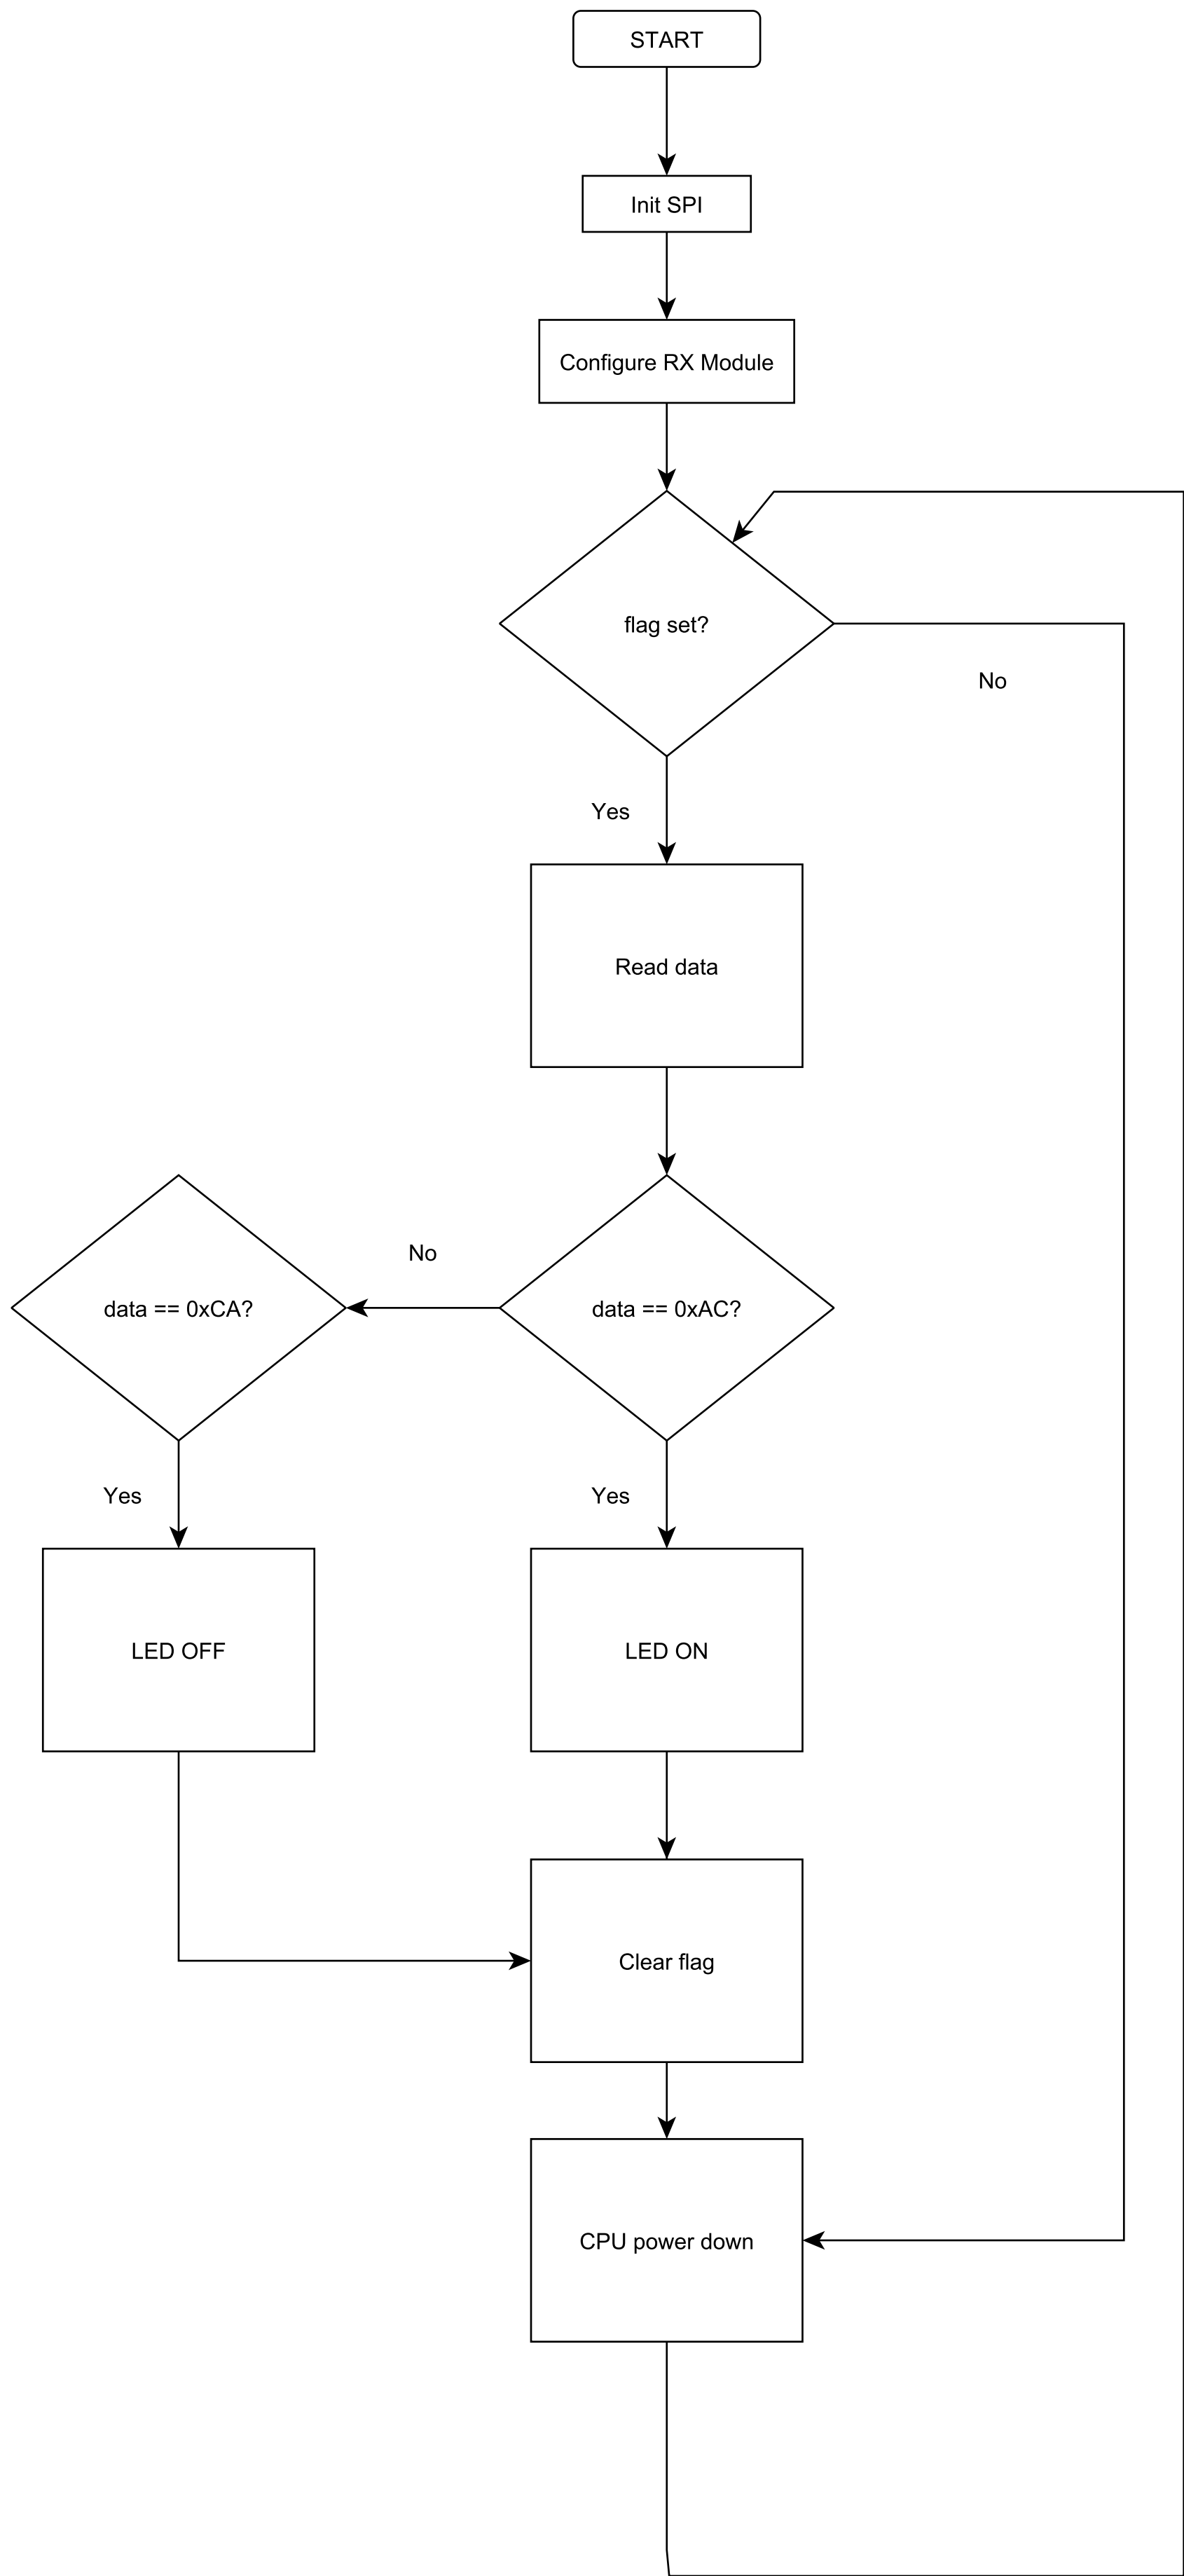 START
Init SPI
Configure RX Module
flag set?
No
Yes
Read data
No
data == 0xCA?
data == 0xAC?
Yes
Yes
LED OFF
LED ON
Clear flag
CPU power down